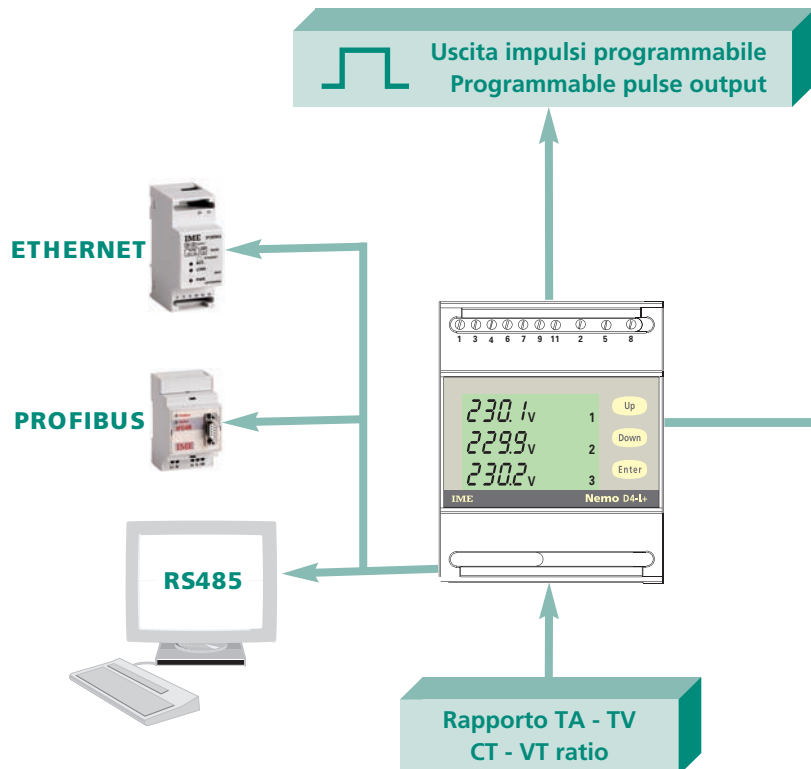 Uscita impulsi programmabile
Programmable pulse output
ETHERNET
IME
PROFIBUS
IME
RS485
1 3 4 6 7 9 11 2 5 8
230.1V 1
229.9V 2
230.2V 3
Up
Down
Enter
IME Nemo D4-L+
Rapporto TA - TV
CT - VT ratio